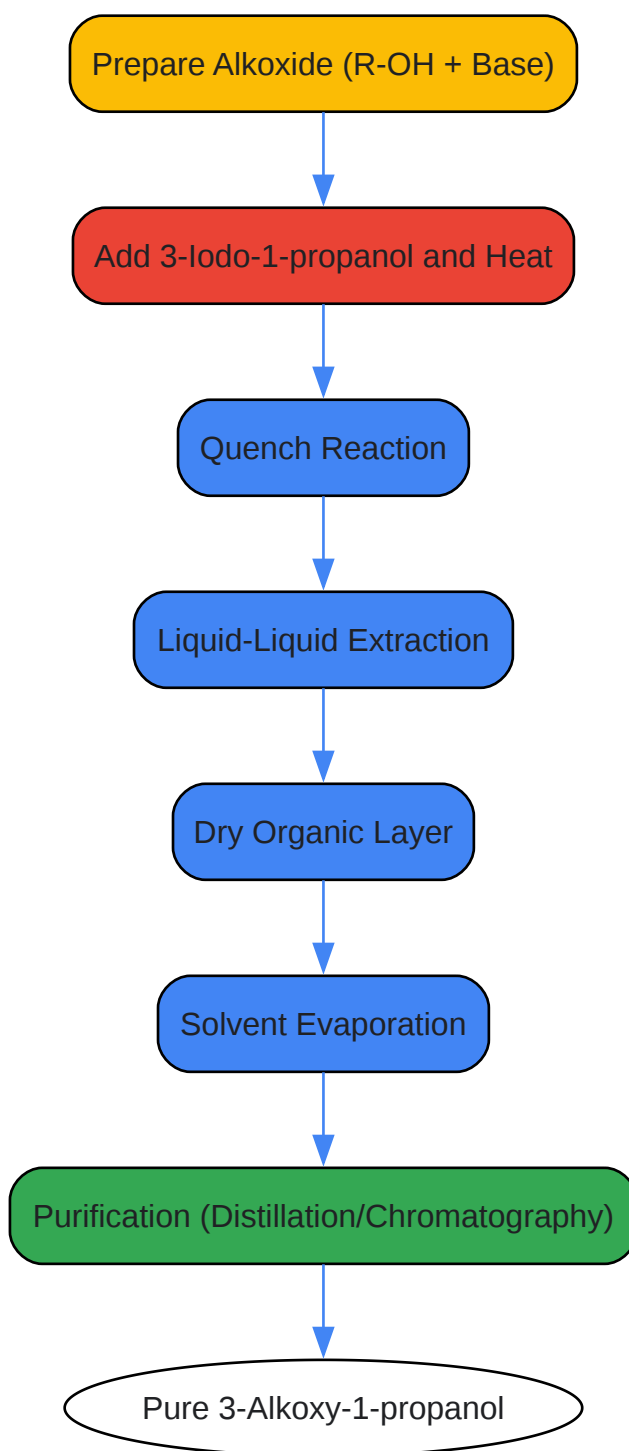 Prepare Alkoxide (R-OH + Base)
Add 3-Iodo-1-propanol and Heat
Quench Reaction
Liquid-Liquid Extraction
Dry Organic Layer
Solvent Evaporation
Purification (Distillation/Chromatography)
Pure 3-Alkoxy-1-propanol